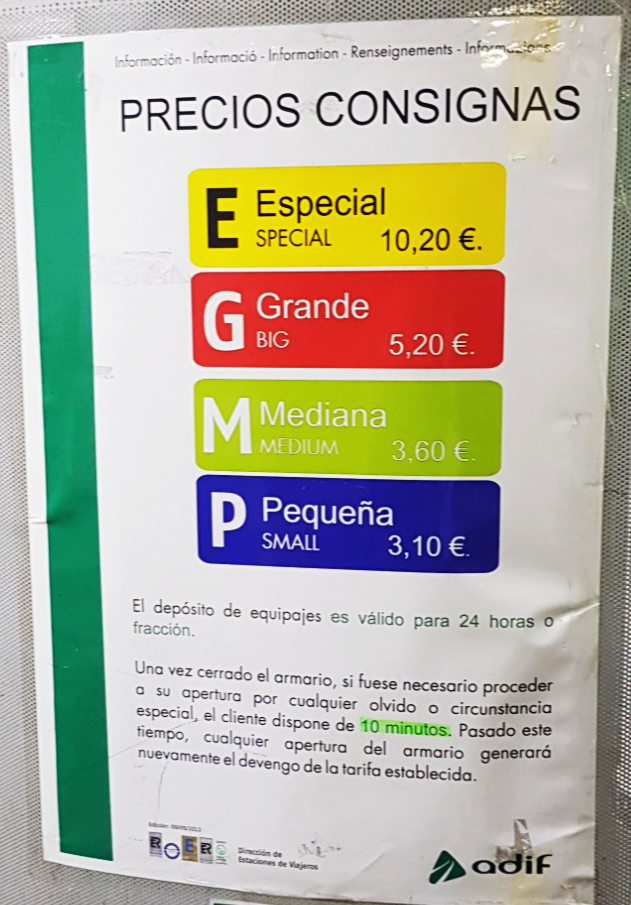 Información - Informació - Information - Renseignements - Informazione
PRECIOS CONSIGNAS
E Especial
SPECIAL 10,20 €.
G Grande
BIG 5,20 €.
M Mediana
MEDIUM 3,60 €.
P Pequeña
SMALL 3,10 €.
El depósito de equipajes es válido para 24 horas o
fracción.
Una vez cerrado el armario, si fuese necesario proceder
a su apertura por cualquier olvido o circunstancia
especial, el cliente dispone de 10 minutos. Pasado este
tiempo, cualquier apertura del armario generará
nuevamente el devengo de la tarifa establecida.
Dirección de
Estaciones de Viajeros
adif